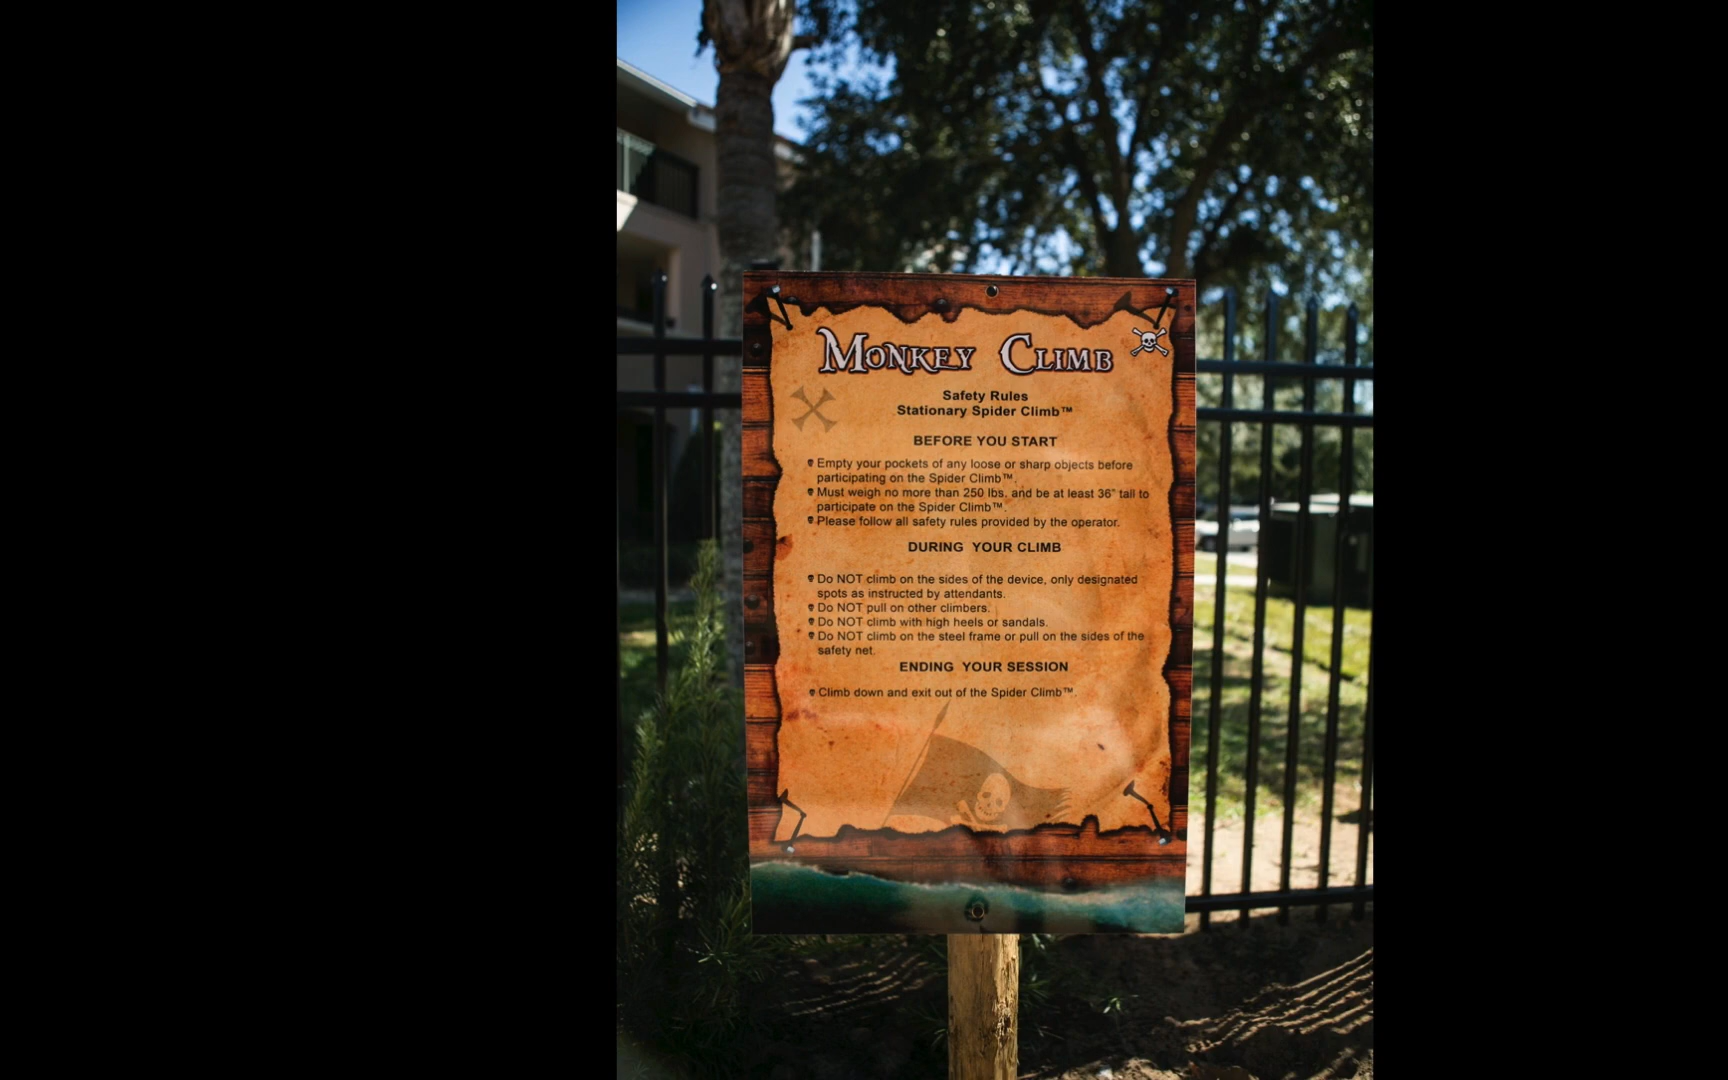 Monkey Climb
Safety Rules
Stationary Spider Climb™
BEFORE YOU START
Empty your pockets of any loose or sharp objects before
participating on the Spider Climb™.
Must weigh no more than 250 lbs. and be at least 36" tall to
participate on the Spider Climb™.
Please follow all safety rules provided by the operator.
DURING YOUR CLIMB
Do NOT climb on the sides of the device, only designated
spots as instructed by attendants.
Do NOT pull on other climbers.
Do NOT climb with high heels or sandals.
Do NOT climb on the steel frame or pull on the sides of the
safety net.
ENDING YOUR SESSION
Climb down and exit out of the Spider Climb™.